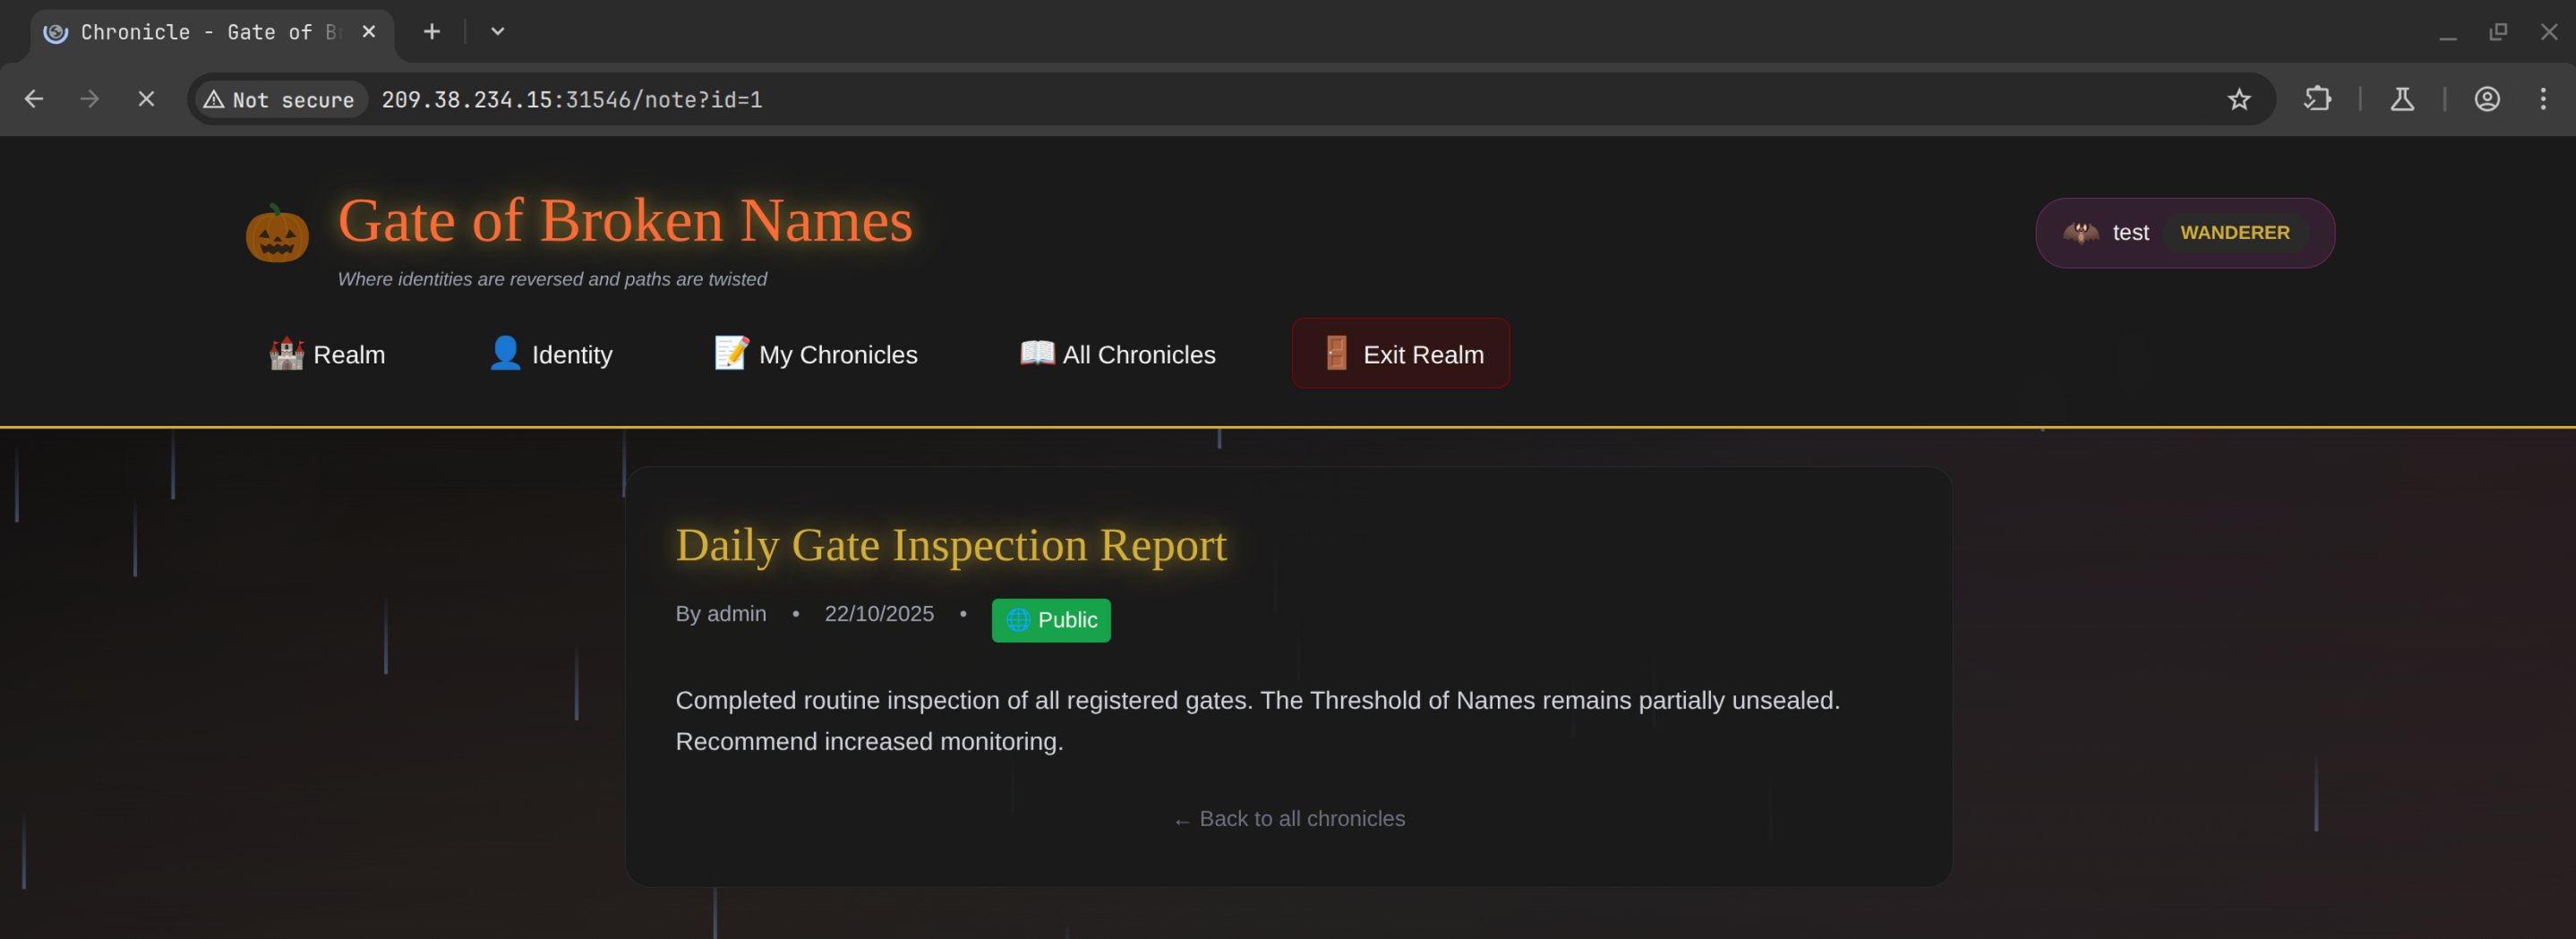 Chronicle - Gate of B
Not secure 209.38.234.15:31546/note?id=1
Gate of Broken Names
Where identities are reversed and paths are twisted
test WANDERER
Realm Identity My Chronicles All Chronicles Exit Realm
Daily Gate Inspection Report
By admin • 22/10/2025 • Public
Completed routine inspection of all registered gates. The Threshold of Names remains partially unsealed.
Recommend increased monitoring.
← Back to all chronicles